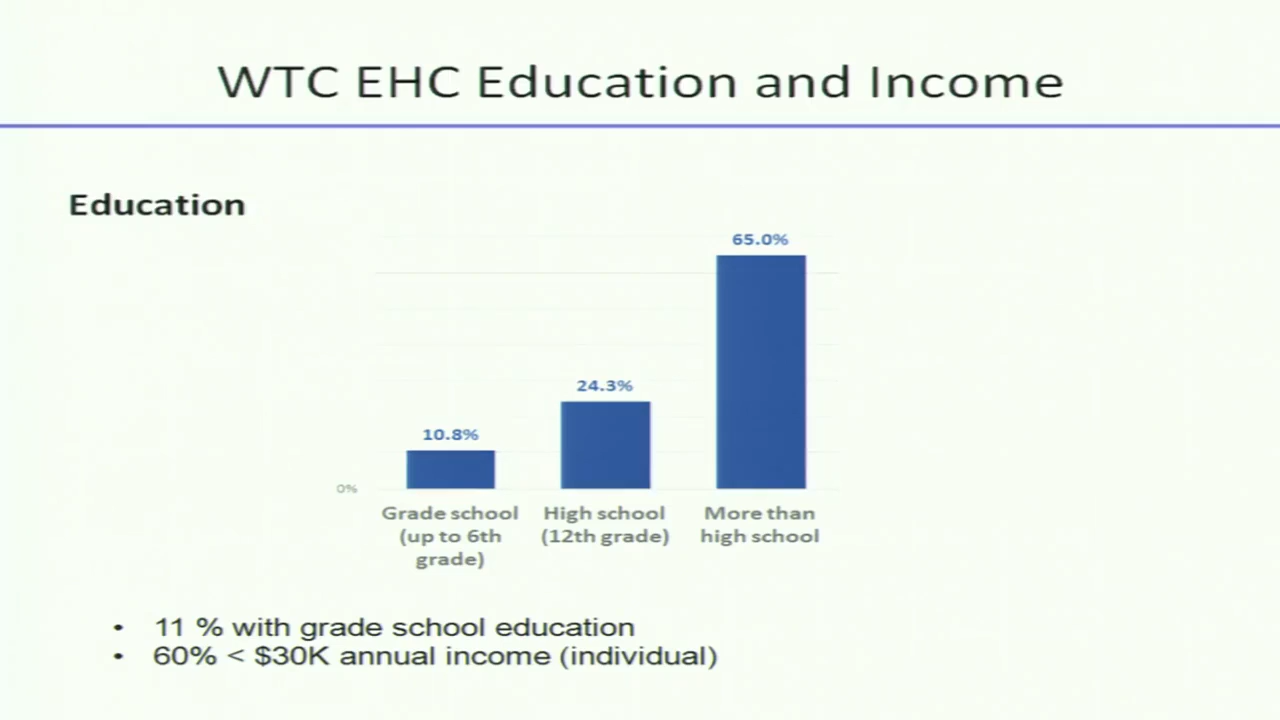 WTC EHC Education and Income
Education
65.0%
24.3%
10.8%
0%
Grade school
(up to 6th
grade)
High school
(12th grade)
More than
high school
• 11 % with grade school education
• 60% < $30K annual income (individual)